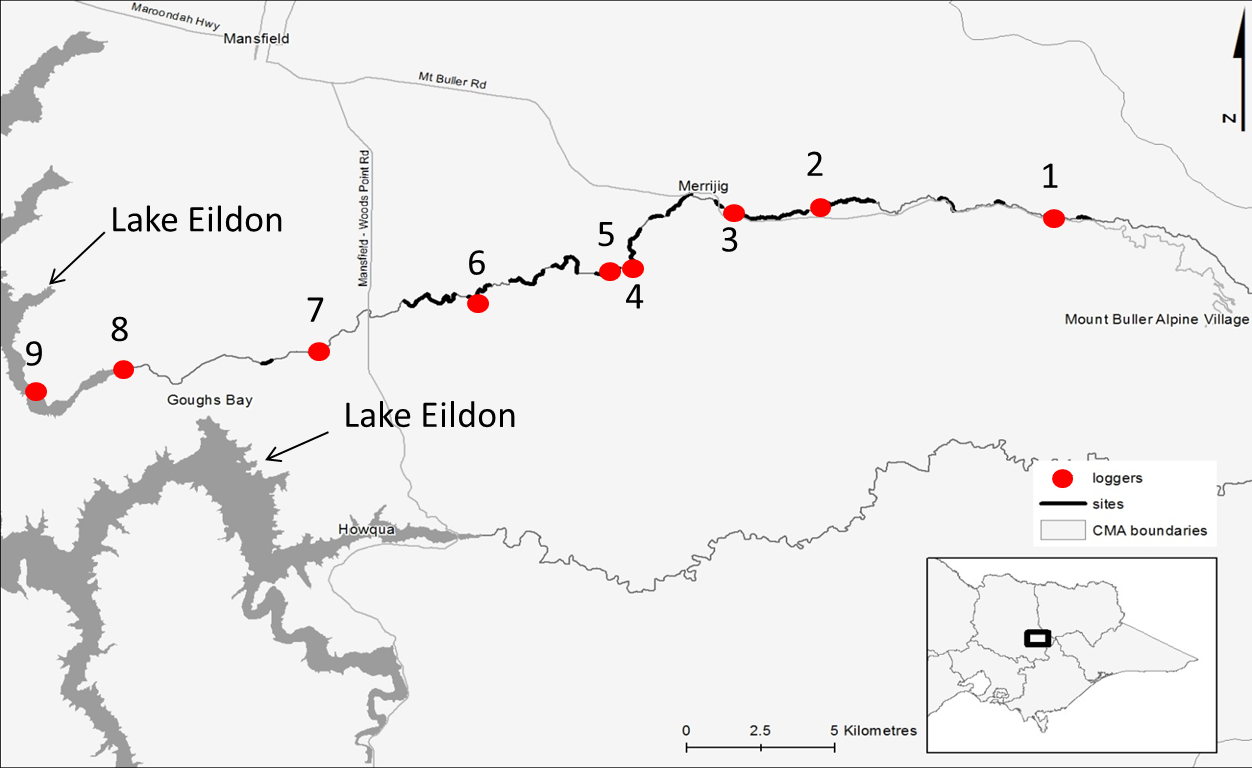 Maroondah Hwy
Mansfield
Mt Buller Rd
N
Mansfield - Woods Point Rd
Merrijig
2
1
3
Lake Eildon
5
4
6
7
8
9
Mount Buller Alpine Village
Goughs Bay
Lake Eildon
Howqua
loggers
sites
CMA boundaries
0 2.5 5 Kilometres